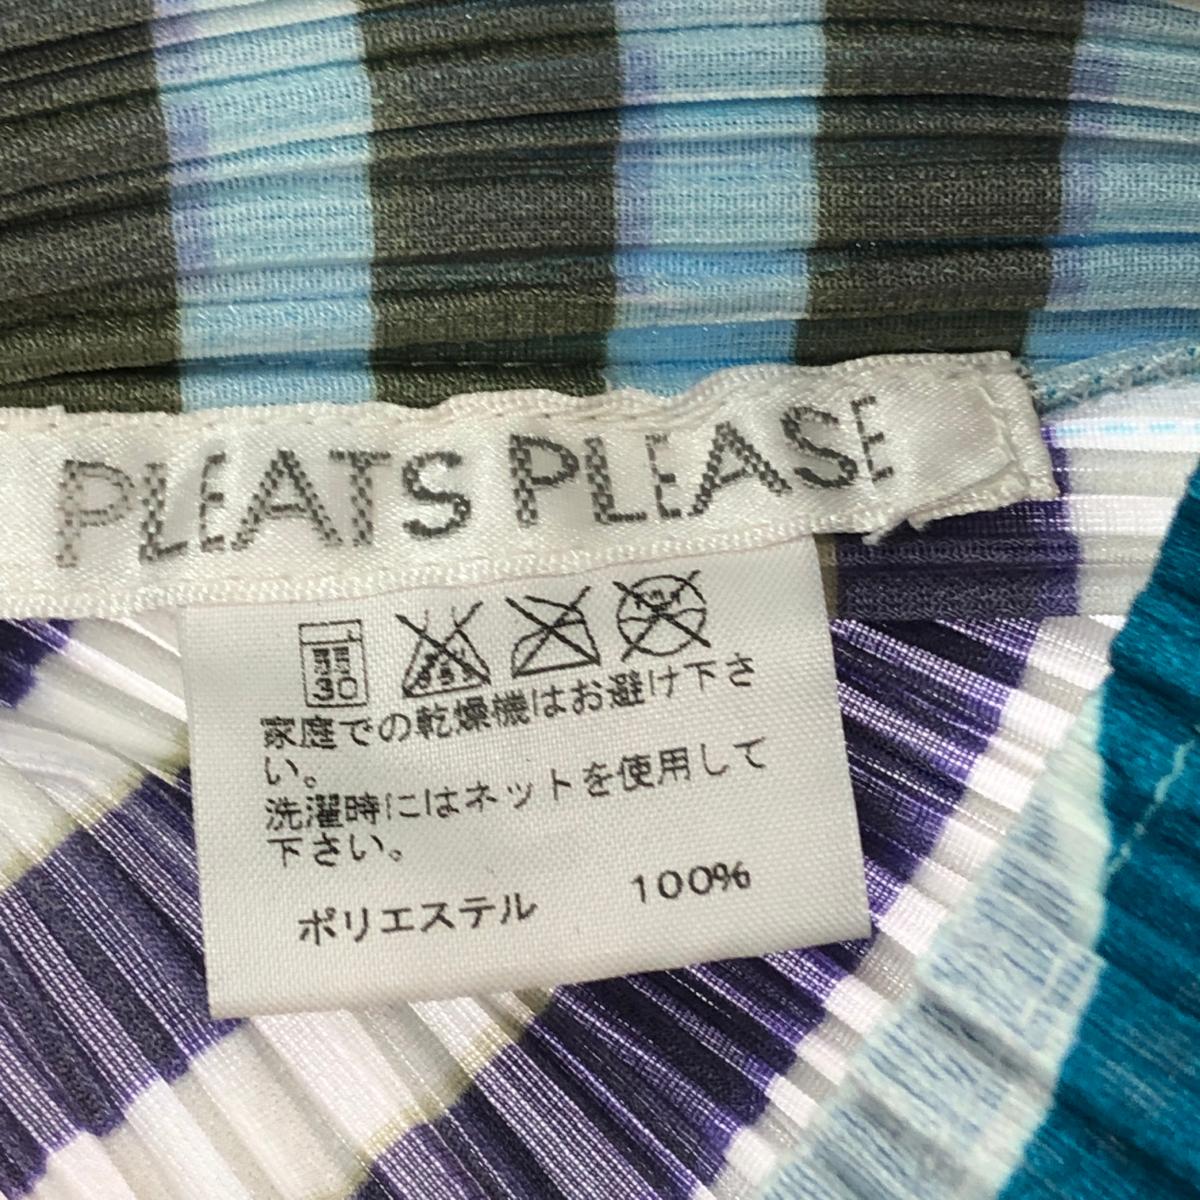 PLEATS PLEASE
30
家庭での乾燥機はお避け下さ
い。
洗濯時にはネットを使用して
下さい。
ポリエステル 100%